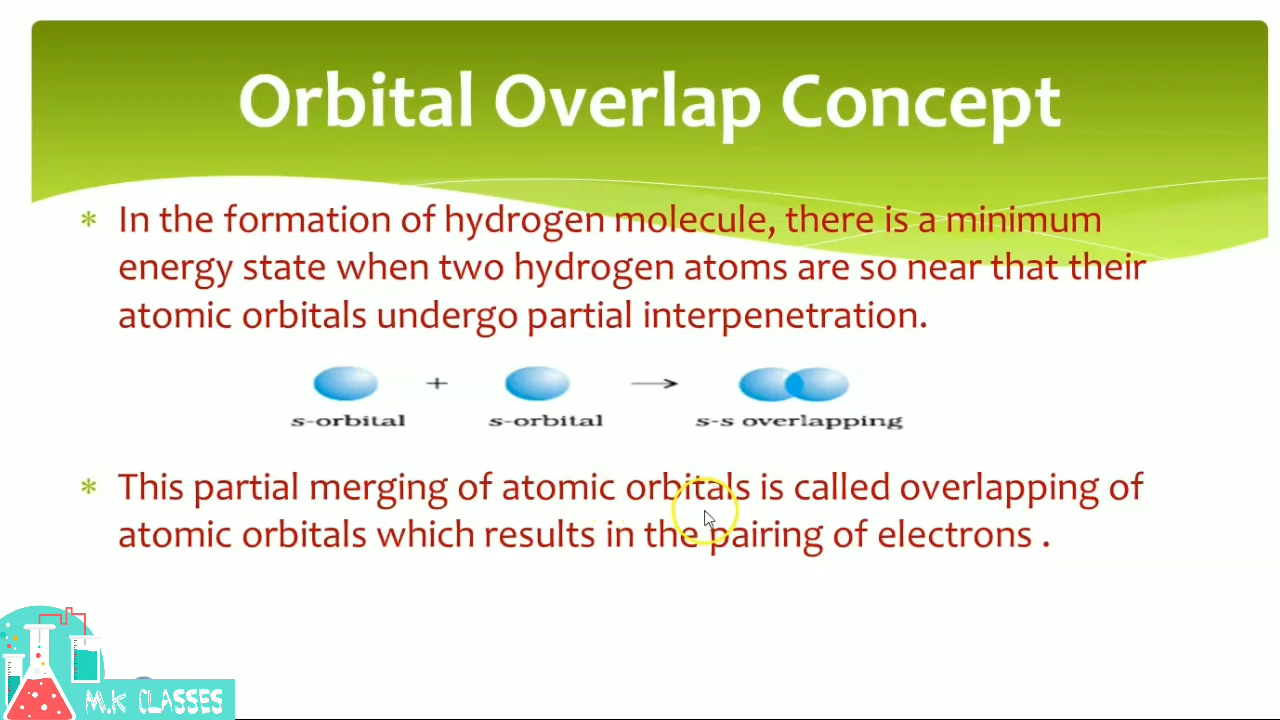 Orbital Overlap Concept
* In the formation of hydrogen molecule, there is a minimum
energy state when two hydrogen atoms are so near that their
atomic orbitals undergo partial interpenetration.
+ →
s-orbital s-orbital s-s overlapping
* This partial merging of atomic orbitals is called overlapping of
atomic orbitals which results in the pairing of electrons .
M.K CLASSES